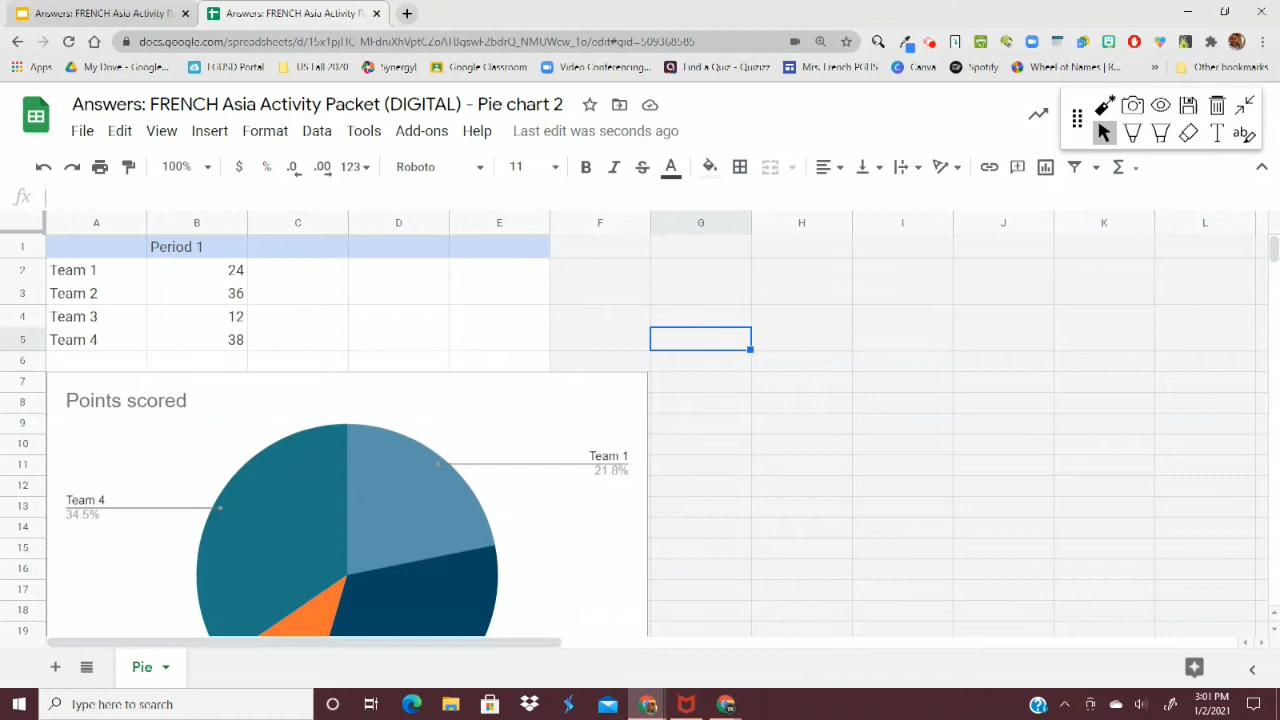 Answers: FRENCH Asia Activity P
Answers: FRENCH Asia Activity P
Apps
My Drive – Google...
EGUSD Portal
US Fall 2020
Synergy!
Google Classroom
Video Conferencing...
Find a Quiz - Quizizz
Mrs. French PGHS
Canva
Spotify
Wheel of Names | R...
»
Other bookmarks
Answers: FRENCH Asia Activity Packet (DIGITAL) - Pie chart 2
File Edit View Insert Format Data Tools Add-ons Help Last edit was seconds ago
100% $ % .0 .00 123 Roboto 11 B I S A
fx
A B C D E F G H I J K L
1 Period 1
2 Team 1 24
3 Team 2 36
4 Team 3 12
5 Team 4 38
6
7
8
9
10
11
12
13
14
15
16
17
18
19
Points scored
Team 1
21.8%
Team 4
34.5%
Pie
Type here to search
3:01 PM
1/2/2021